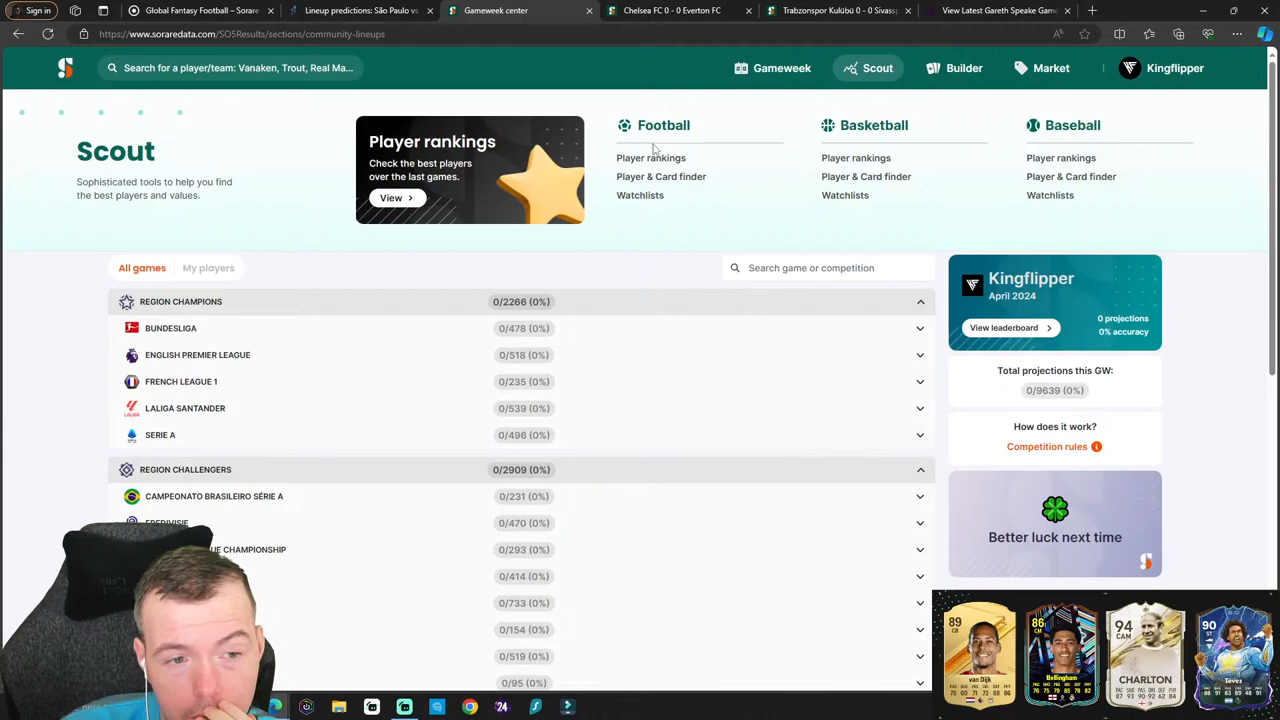 Sign in
Global Fantasy Football – Sorare
Lineup predictions: São Paulo vs
Gameweek center
Chelsea FC 0 - 0 Everton FC
Trabzonspor Kulübü 0 - 0 Sivassp
View Latest Gareth Speake Game
https://www.soraredata.com/SO5Results/sections/community-lineups
Search for a player/team: Vanaken, Trout, Real Ma...
Gameweek
Scout
Builder
Market
Kingflipper
Scout
Sophisticated tools to help you find
the best players and values.
Player rankings
Check the best players
over the last games.
View
Football
Player rankings
Player & Card finder
Watchlists
Basketball
Player rankings
Player & Card finder
Watchlists
Baseball
Player rankings
Player & Card finder
Watchlists
All games
My players
Search game or competition
REGION CHAMPIONS 0/2266 (0%)
BUNDESLIGA 0/478 (0%)
ENGLISH PREMIER LEAGUE 0/518 (0%)
FRENCH LEAGUE 1 0/235 (0%)
LALIGA SANTANDER 0/539 (0%)
SERIE A 0/496 (0%)
REGION CHALLENGERS 0/2909 (0%)
CAMPEONATO BRASILEIRO SÉRIE A 0/231 (0%)
EREDIVISIE 0/470 (0%)
UE CHAMPIONSHIP 0/293 (0%)
0/414 (0%)
0/733 (0%)
0/154 (0%)
0/519 (0%)
0/95 (0%)
Kingflipper
April 2024
View leaderboard
0 projections
0% accuracy
Total projections this GW:
0/9639 (0%)
How does it work?
Competition rules
Better luck next time
89
CB
van Dijk
86
CM
Bellingham
94
CAM
CHARLTON
90
ST
Tévez